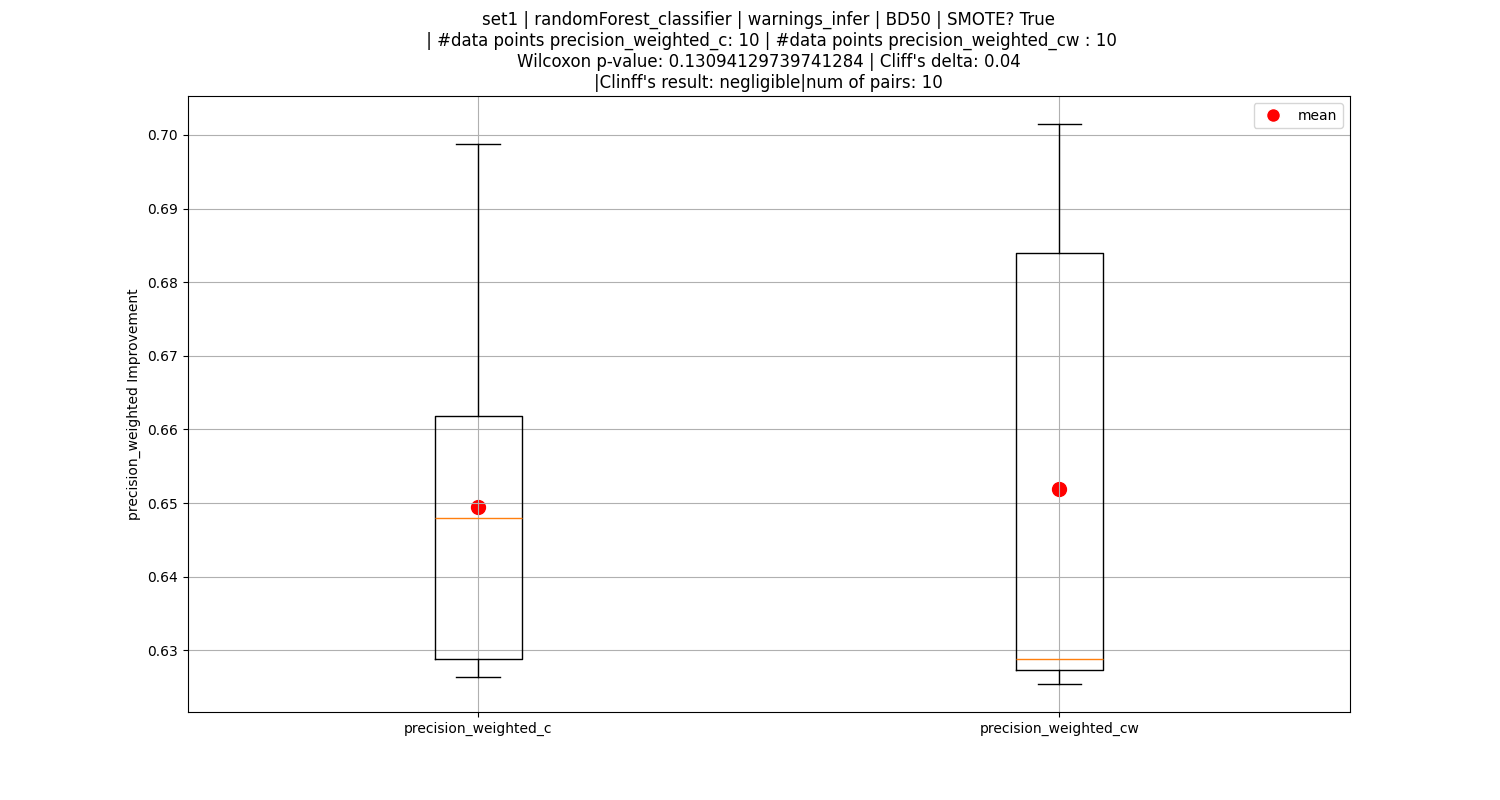 set1 | randomForest_classifier | warnings_infer | BD50 | SMOTE? True
| #data points precision_weighted_c: 10 | #data points precision_weighted_cw : 10
Wilcoxon p-value: 0.13094129739741284 | Cliff's delta: 0.04
|Clinff's result: negligible|num of pairs: 10
mean
0.70
0.69
0.68
0.67
0.66
0.65
0.64
0.63
precision_weighted Improvement
precision_weighted_c
precision_weighted_cw